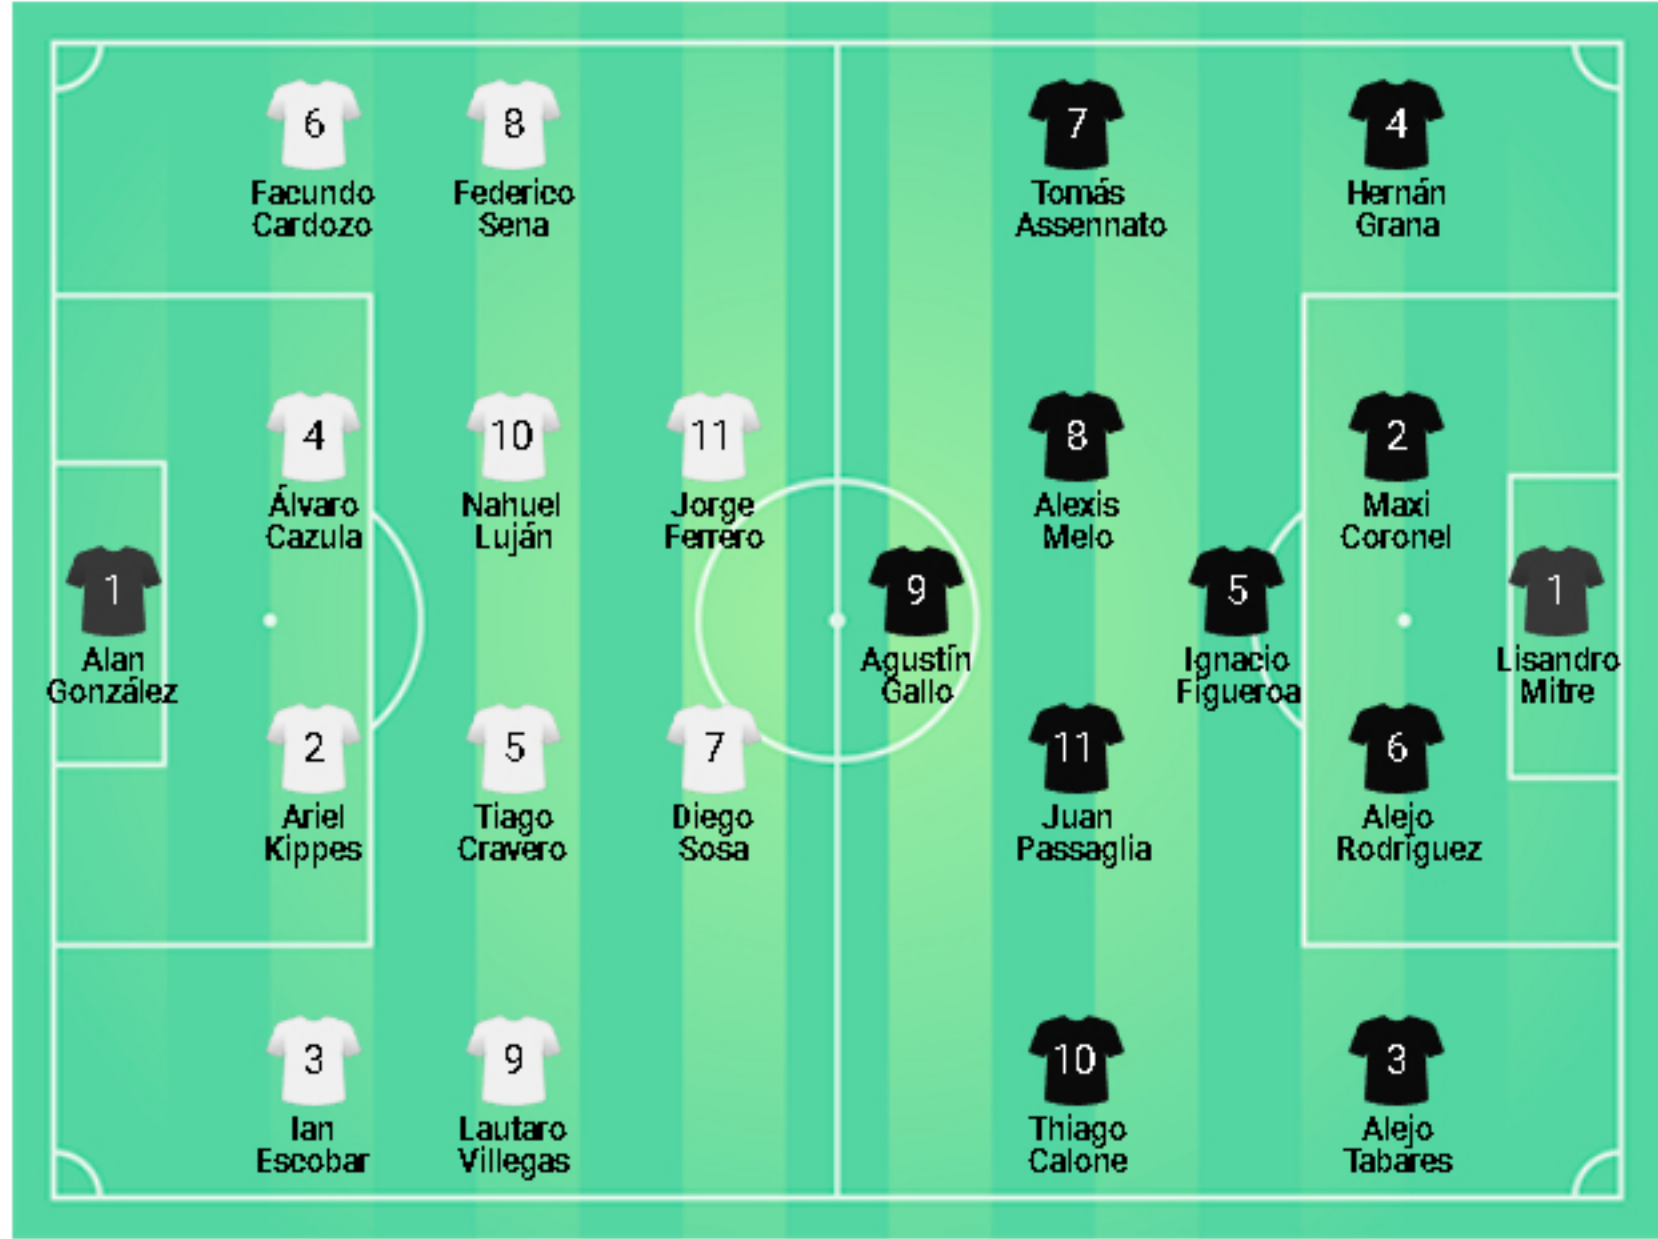 6
Facundo
Cardozo
8
Federico
Sena
7
Tomás
Assennato
4
Hernán
Grana
4
Álvaro
Cazula
10
Nahuel
Luján
11
Jorge
Ferrero
8
Alexis
Melo
2
Maxi
Coronel
1
Alan
González
9
Agustín
Gallo
5
Ignacio
Figueroa
1
Lisandro
Mitre
2
Ariel
Kippes
5
Tiago
Cravero
7
Diego
Sosa
11
Juan
Passaglia
6
Alejo
Rodríguez
3
Ian
Escobar
9
Lautaro
Villegas
10
Thiago
Calone
3
Alejo
Tabares